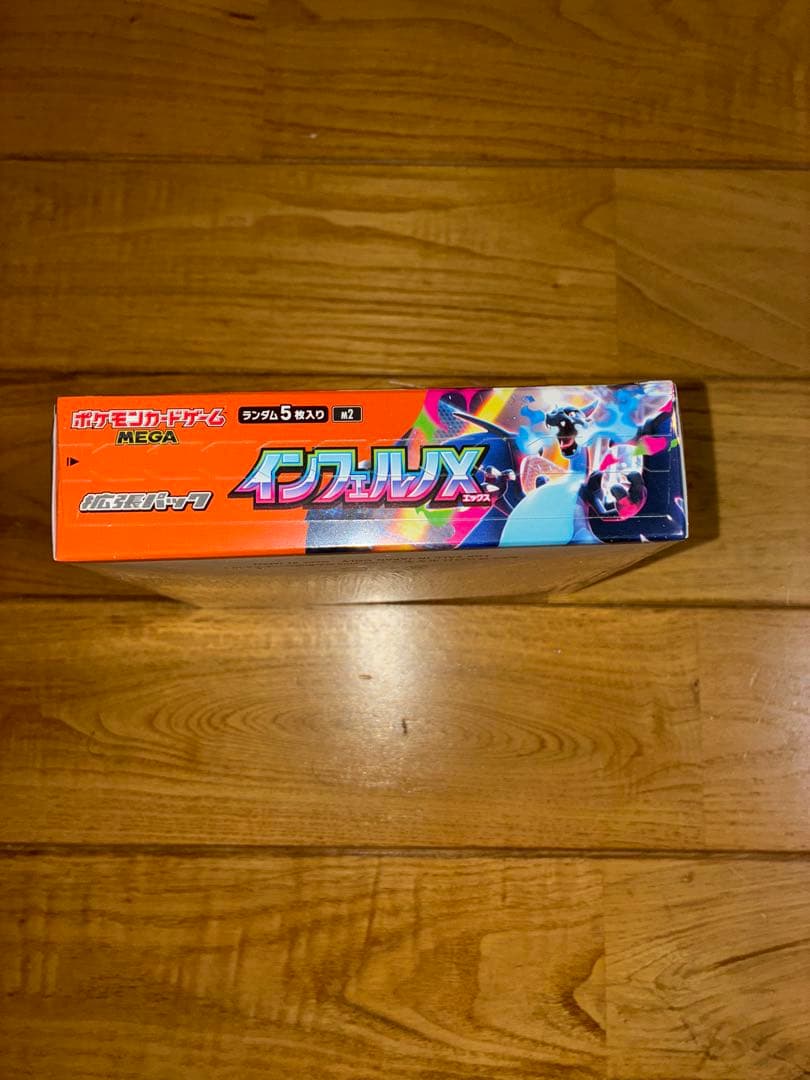 ポケモンカードゲーム
MEGA
ランダム5枚入り M2
拡張パック
インフェルノX
エックス